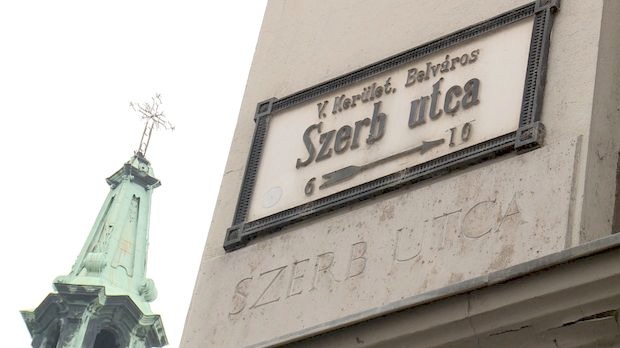 V. Kerület, Belváros
Szerb utca
6 10
SZERB UTCA